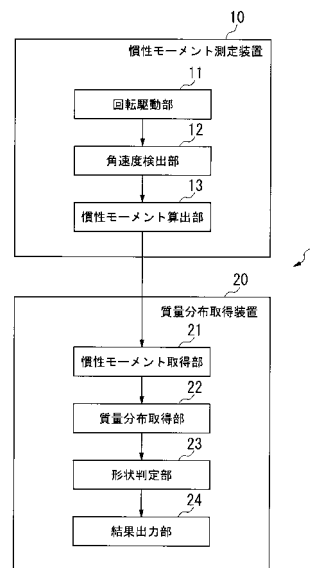 10
慣性モーメント測定装置
11
回転駆動部
12
角速度検出部
13
慣性モーメント算出部
20
質量分布取得装置
21
慣性モーメント取得部
22
質量分布取得部
23
形状判定部
24
結果出力部